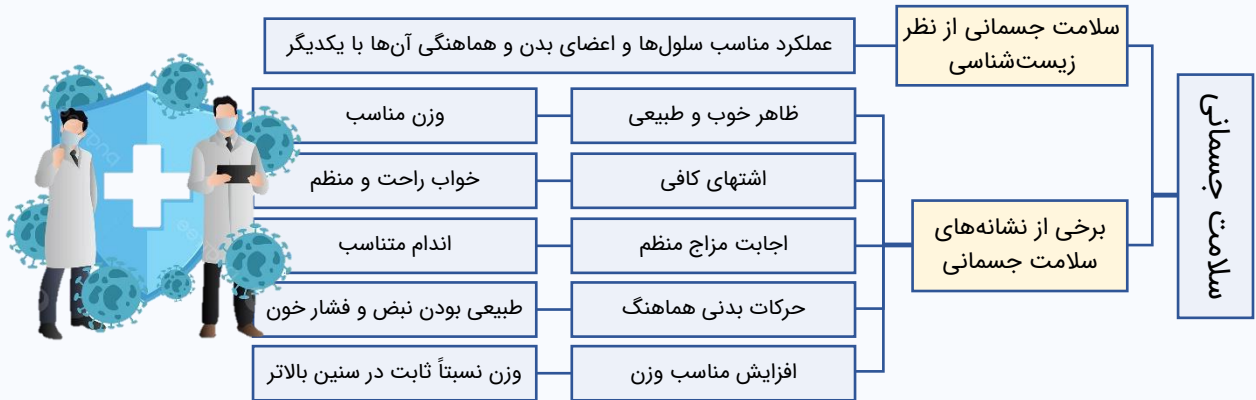 سلامت جسمانی
سلامت جسمانی از نظر
زیست‌شناسی
عملکرد مناسب سلول‌ها و اعضای بدن و هماهنگی آن‌ها با یکدیگر
برخی از نشانه‌های
سلامت جسمانی
ظاهر خوب و طبیعی
وزن مناسب
اشتهای کافی
خواب راحت و منظم
اجابت مزاج منظم
اندام متناسب
حرکات بدنی هماهنگ
طبیعی بودن نبض و فشار خون
افزایش مناسب وزن
وزن نسبتاً ثابت در سنین بالاتر